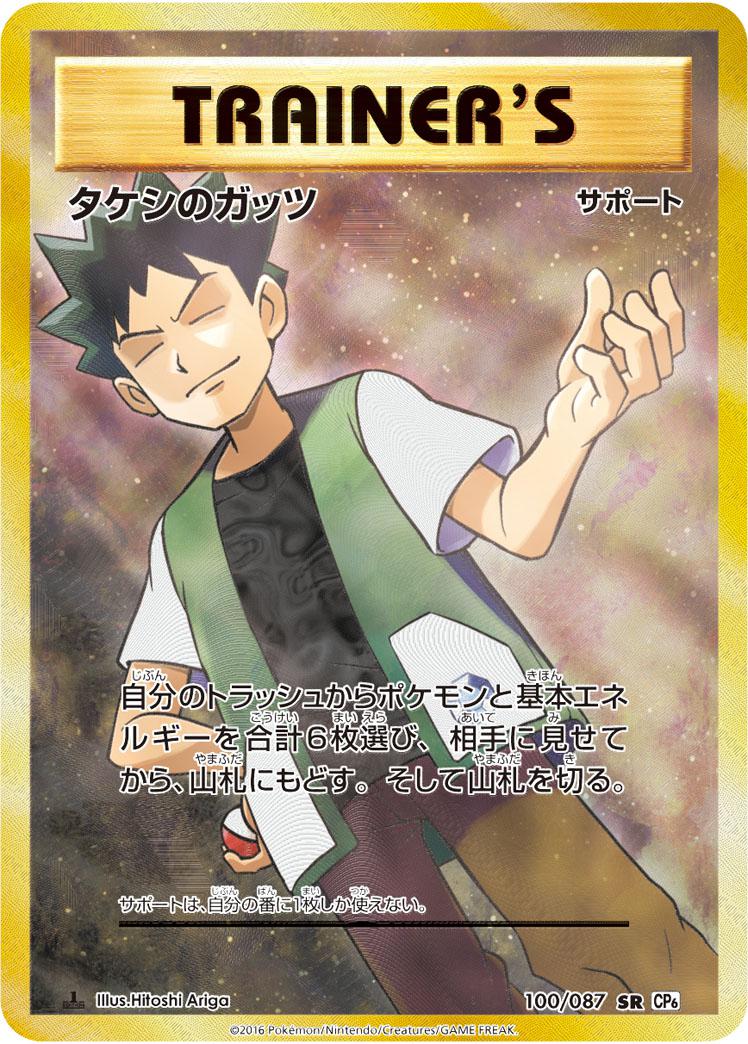 TRAINER'S
タケシのガッツ
サポート
自分のトラッシュからポケモンと基本エネ
ルギーを合計6枚選び、相手に見せて
から、山札にもどす。そして山札を切る。
サポートは、自分の番に1枚しか使えない。
1
Illus.Hitoshi Ariga
100/087 SR CP6
©2016 Pokémon/Nintendo/Creatures/GAME FREAK.